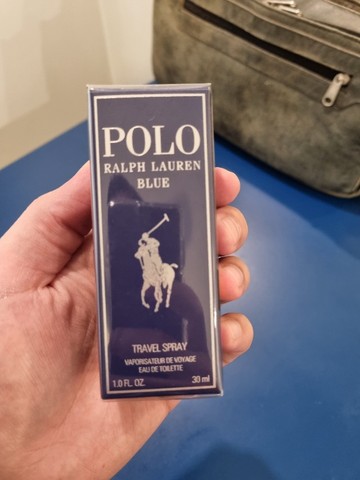 POLO
RALPH LAUREN
BLUE
TRAVEL SPRAY
VAPORISATEUR DE VOYAGE
EAU DE TOILETTE
1.0 FL. OZ. 30 ml